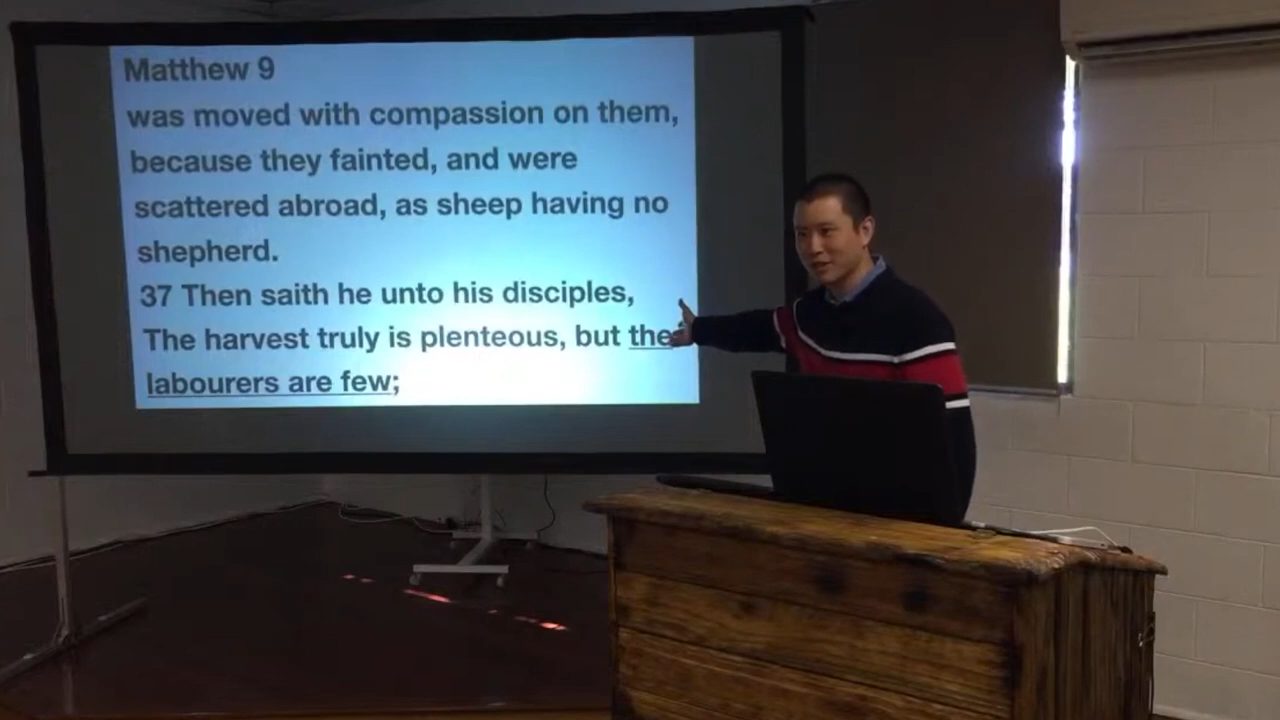 Matthew 9
was moved with compassion on them,
because they fainted, and were
scattered abroad, as sheep having no
shepherd.
37 Then saith he unto his disciples,
The harvest truly is plenteous, but the
labourers are few;